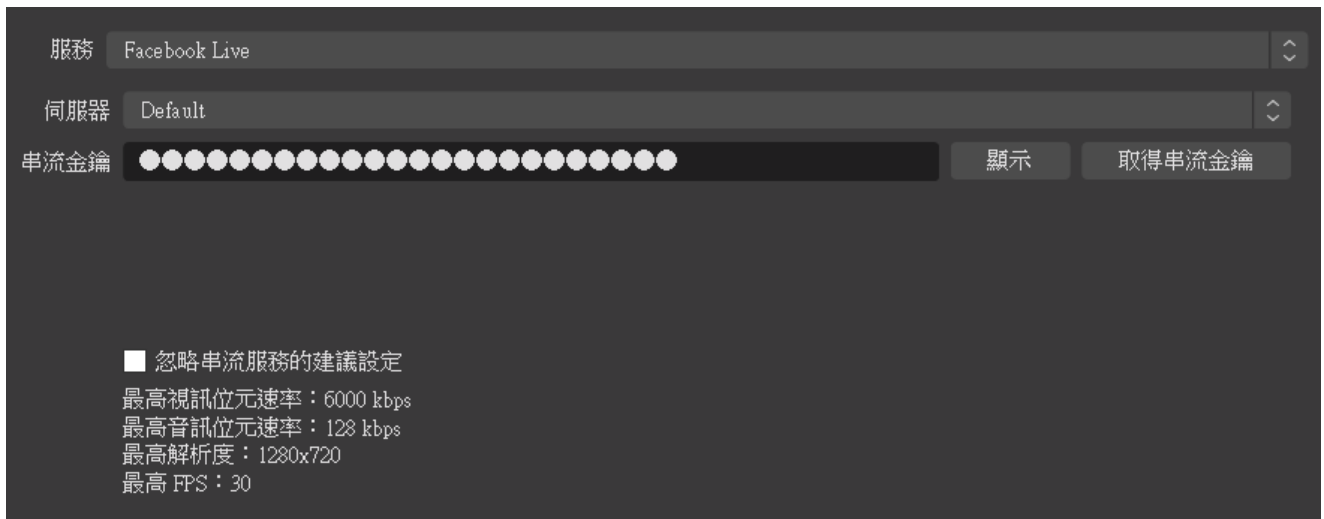 服務 Facebook Live
伺服器 Default
串流金鑰 ●●●●●●●●●●●●●●●●●●●●●●●● 顯示 取得串流金鑰
忽略串流服務的建議設定
最高視訊位元速率：6000 kbps
最高音訊位元速率：128 kbps
最高解析度：1280x720
最高 FPS：30